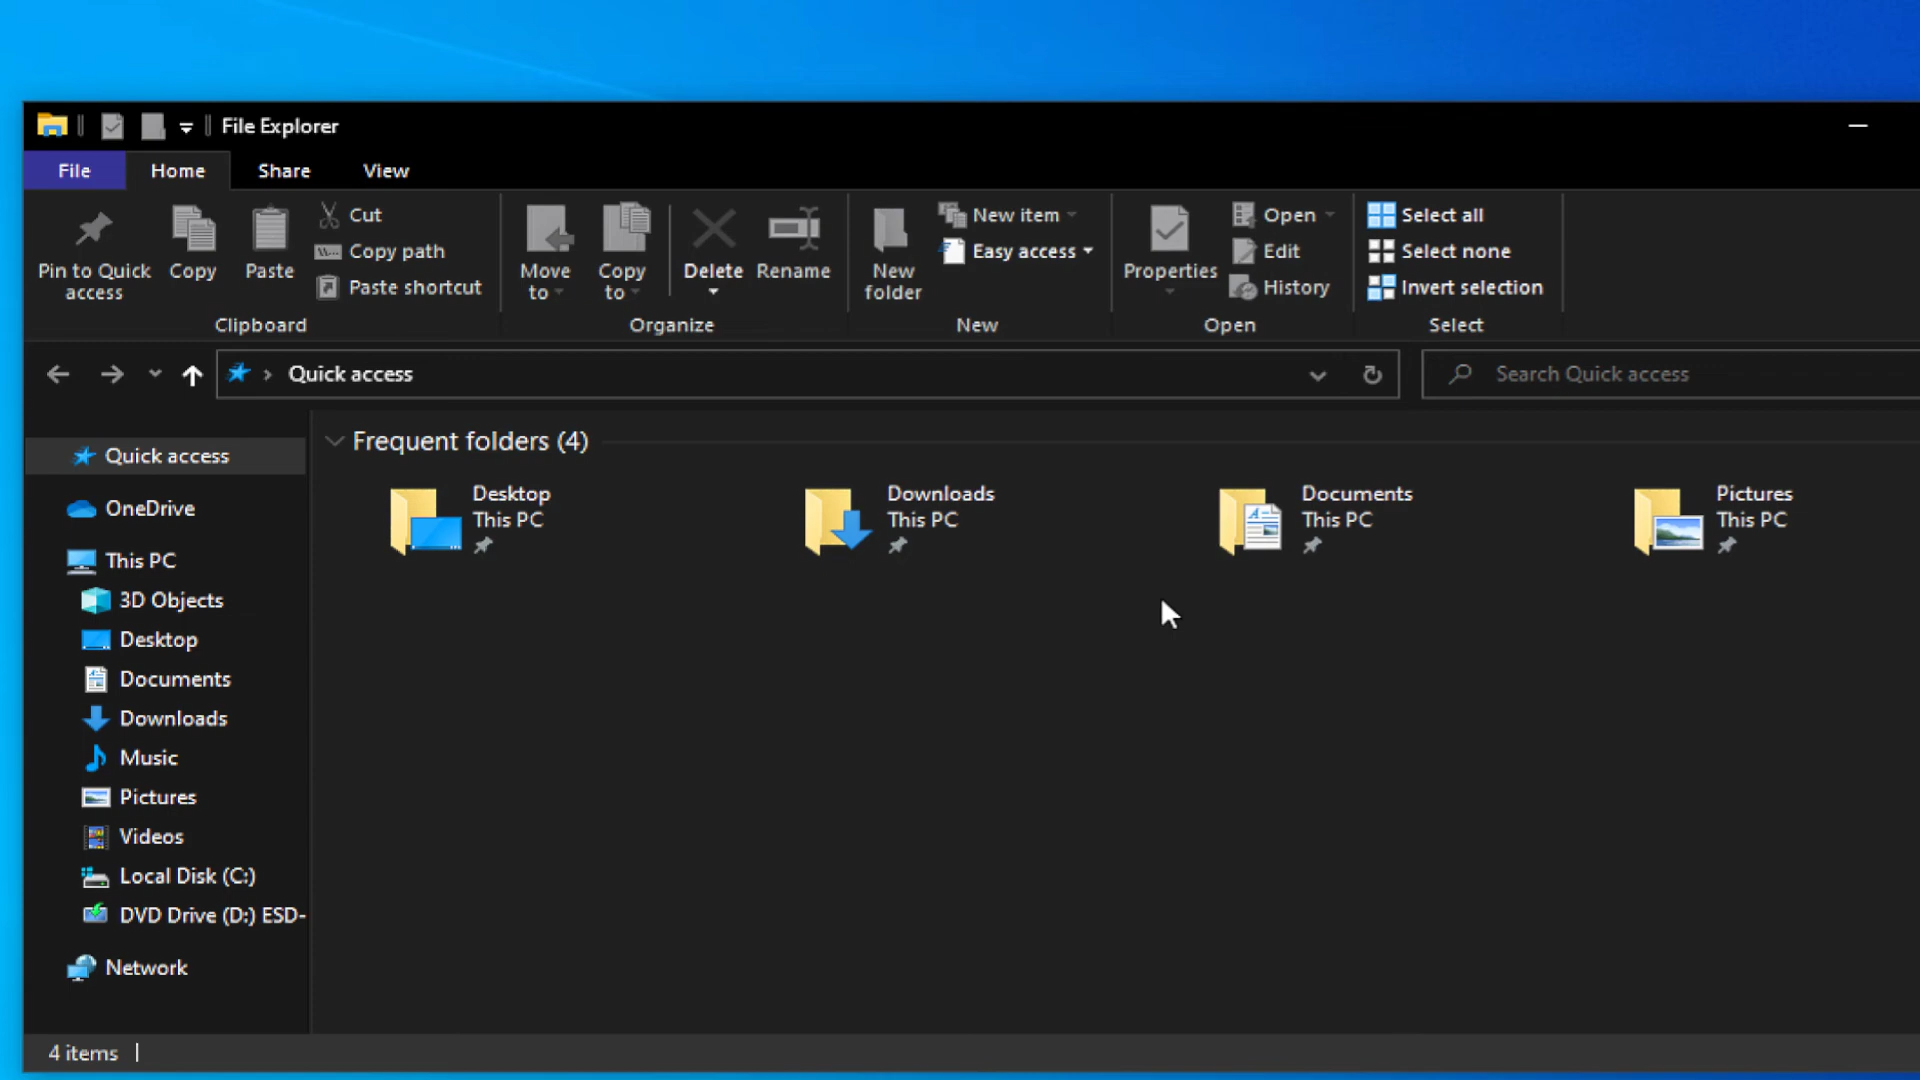 File Explorer
File Home Share View
Pin to Quick access
Copy
Paste
Cut
Copy path
Paste shortcut
Clipboard
Move to
Copy to
Delete
Rename
Organize
New folder
New item
Easy access
New
Properties
Open
Edit
History
Open
Select all
Select none
Invert selection
Select
Quick access
Search Quick access
Quick access
OneDrive
This PC
3D Objects
Desktop
Documents
Downloads
Music
Pictures
Videos
Local Disk (C:)
DVD Drive (D:) ESD-
Network
Frequent folders (4)
Desktop
This PC
Downloads
This PC
Documents
This PC
Pictures
This PC
4 items